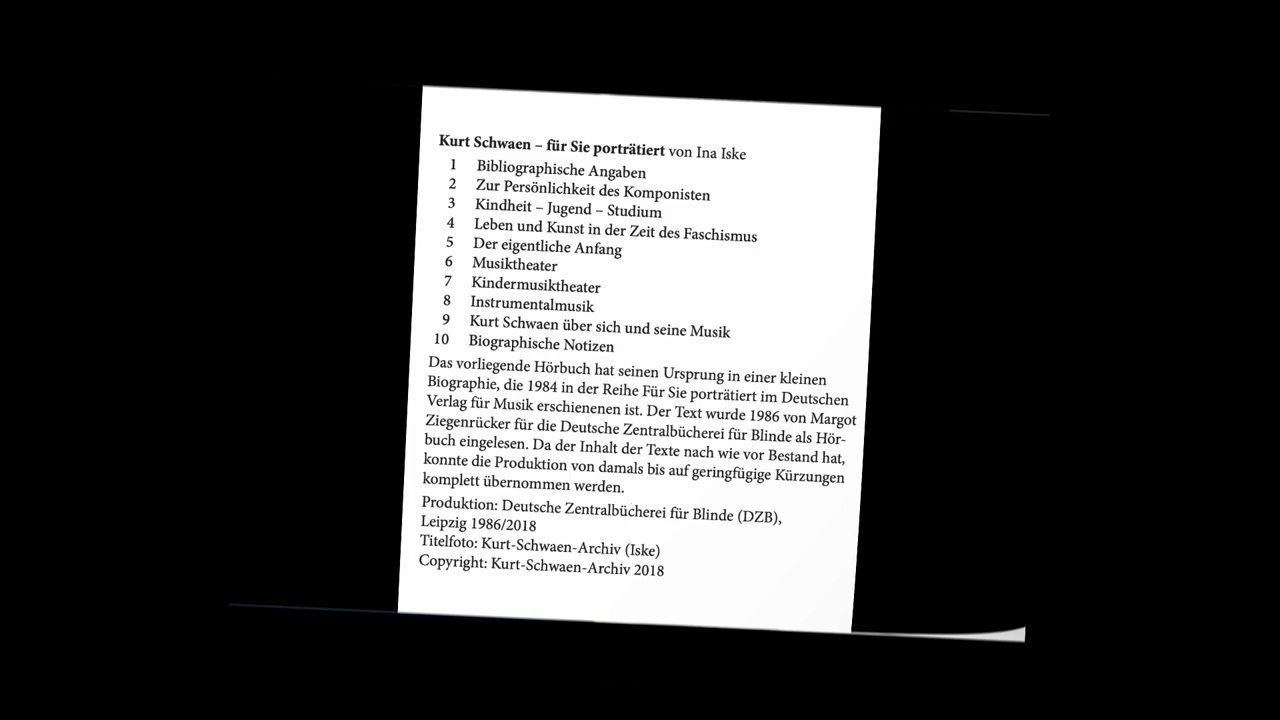 Kurt Schwaen – für Sie porträtiert von Ina Iske
1 Bibliographische Angaben
2 Zur Persönlichkeit des Komponisten
3 Kindheit – Jugend – Studium
4 Leben und Kunst in der Zeit des Faschismus
5 Der eigentliche Anfang
6 Musiktheater
7 Kindermusiktheater
8 Instrumentalmusik
9 Kurt Schwaen über sich und seine Musik
10 Biographische Notizen
Das vorliegende Hörbuch hat seinen Ursprung in einer kleinen
Biographie, die 1984 in der Reihe Für Sie porträtiert im Deutschen
Verlag für Musik erschienenen ist. Der Text wurde 1986 von Margot
Ziegenrücker für die Deutsche Zentralbücherei für Blinde als Hör-
buch eingelesen. Da der Inhalt der Texte nach wie vor Bestand hat,
konnte die Produktion von damals bis auf geringfügige Kürzungen
komplett übernommen werden.
Produktion: Deutsche Zentralbücherei für Blinde (DZB),
Leipzig 1986/2018
Titelfoto: Kurt-Schwaen-Archiv (Iske)
Copyright: Kurt-Schwaen-Archiv 2018